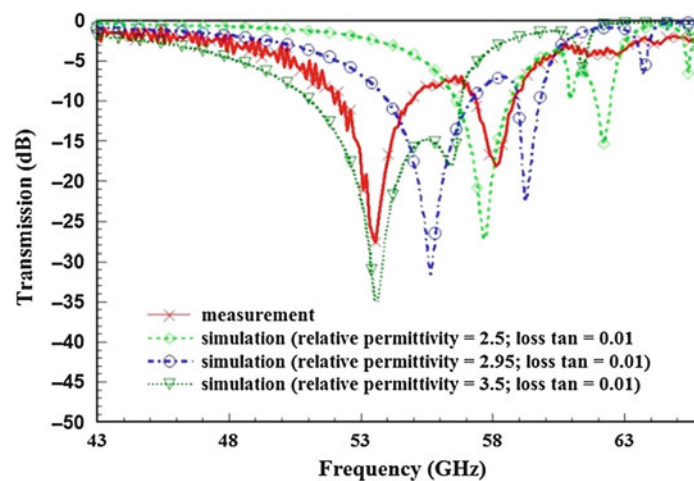 0
–5
–10
–15
–20
–25
–30
–35
–40
–45
–50
Transmission (dB)
measurement
simulation (relative permittivity = 2.5; loss tan = 0.01
simulation (relative permittivity = 2.95; loss tan = 0.01)
simulation (relative permittivity = 3.5; loss tan = 0.01)
43 48 53 58 63
Frequency (GHz)